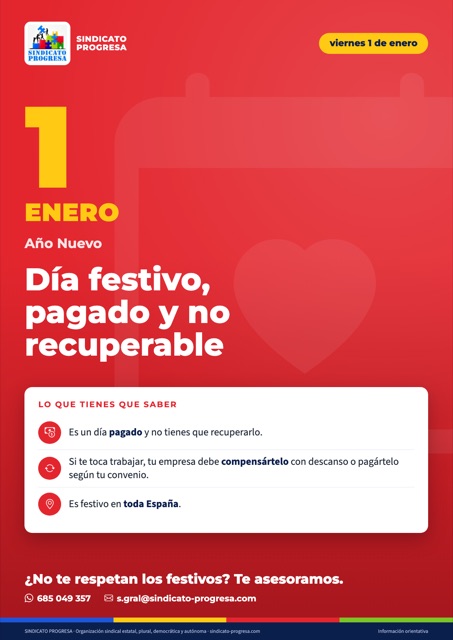 SINDICATO
PROGRESA
SINDICATO
PROGRESA
viernes 1 de enero
1
ENERO
Año Nuevo
Día festivo,
pagado y no
recuperable
LO QUE TIENES QUE SABER
Es un día pagado y no tienes que recuperarlo.
Si te toca trabajar, tu empresa debe compensártelo con descanso o pagártelo
según tu convenio.
Es festivo en toda España.
¿No te respetan los festivos? Te asesoramos.
685 049 357 s.gral@sindicato-progresa.com
SINDICATO PROGRESA · Organización sindical estatal, plural, democrática y autónoma · sindicato-progresa.com
Información orientativa